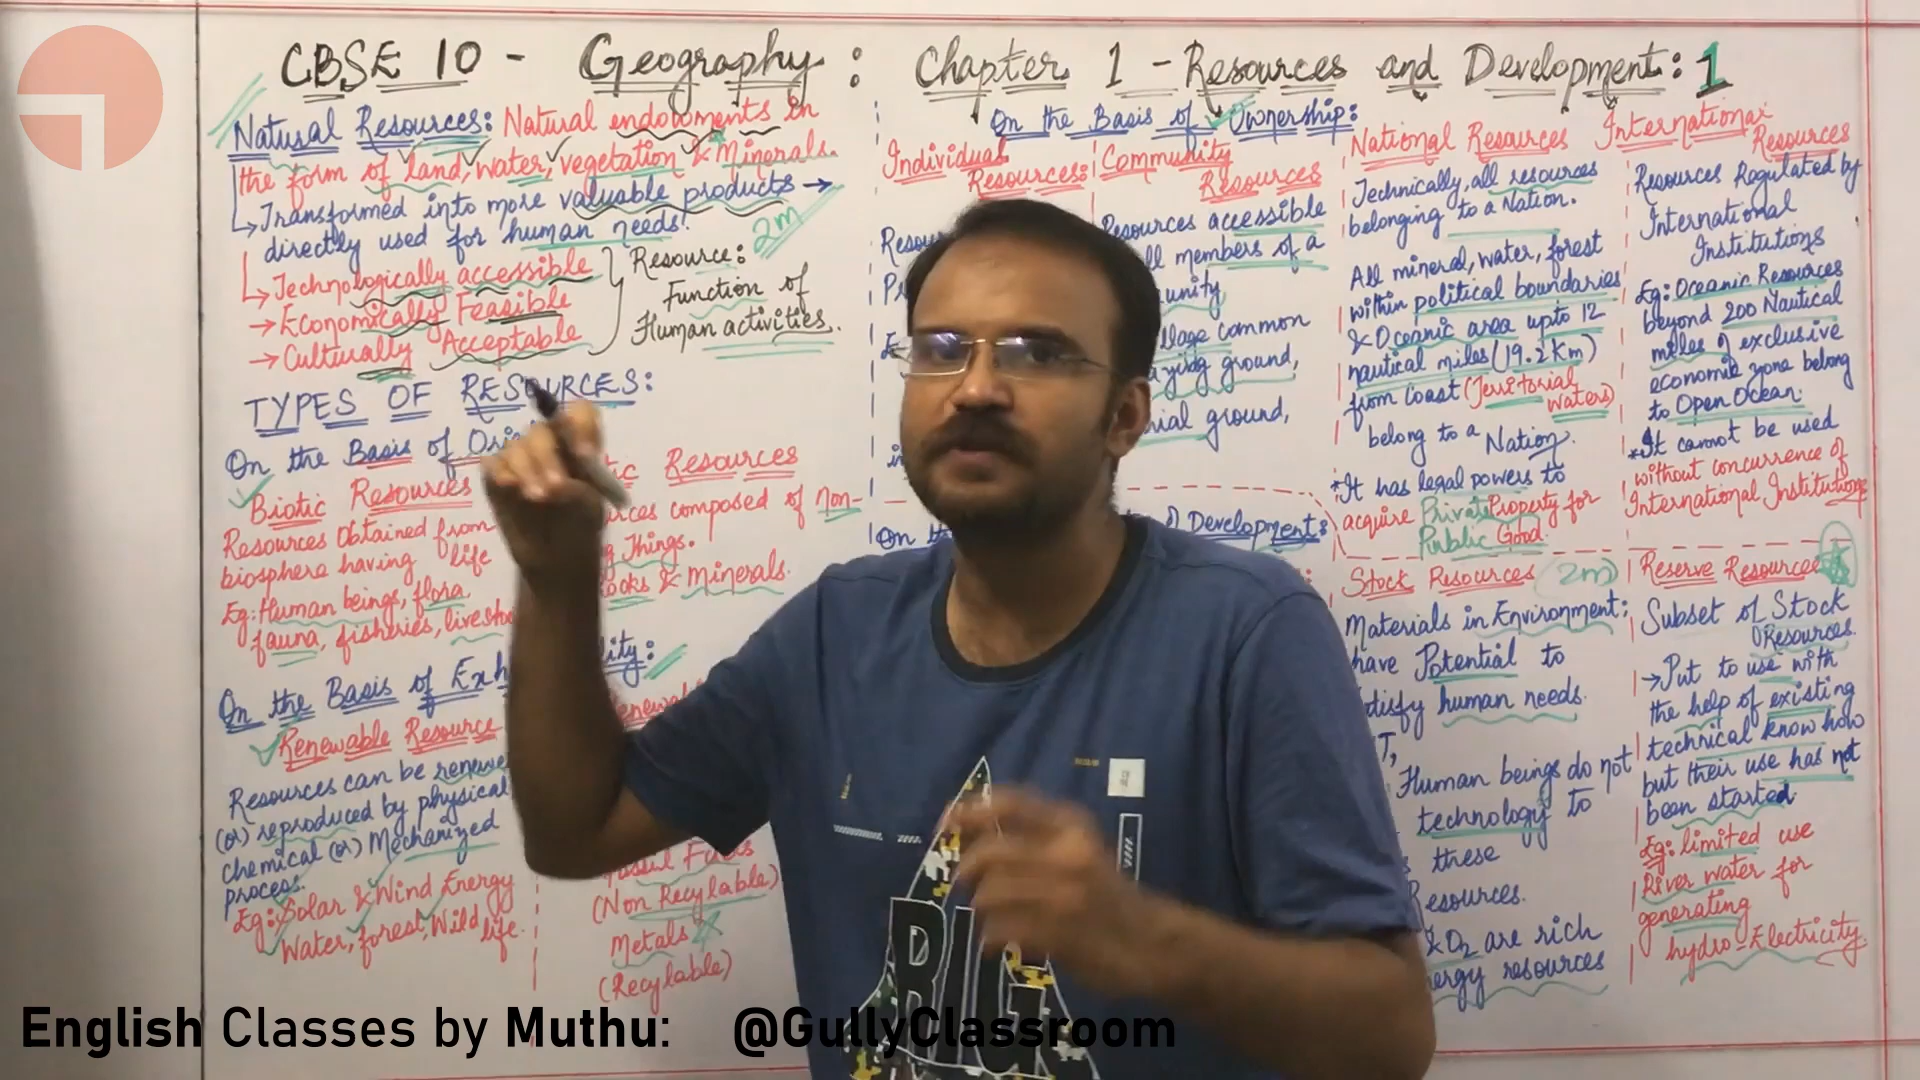 CBSE 10 - Geography : Chapter 1 - Resources and Development: 1
Natural Resources: Natural endowments in
the form of land, water, vegetation & Minerals.
Transformed into more valuable products →
directly used for human needs!
2m
→ Technologically accessible
→ Economically Feasible
→ Culturally Acceptable
Resource:
Function of
Human activities.
TYPES OF RESOURCES:
On the Basis of
Biotic Resources
Resources Obtained from
biosphere having life
Eg: Human beings, flora,
fauna, fisheries,
Resources
composed of non-
Things.
& Minerals.
On the Basis of
Renewable Resource
Resources can be
(or) reproduced by physical
chemical (or) Mechanized
process.
Eg: Solar & Wind Energy
Water, forest, Wild life.
(Non Recylable)
Metals
(Recylable)
On the Basis of Ownership:
Individual
Resources:
Community
Resources
Resources accessible
members of a
common
ground,
ground,
National Resources
Technically, all resources
belonging to a Nation.
All mineral, water, forest
within political boundaries
& Oceanic area upto 12
nautical miles (19.2 Km)
from Coast (Territorial
Waters)
belong to a Nation.
*It has legal powers to
acquire Private Property for
Public Good.
International
Resources
Resources Regulated by
International
Institutions
Eg: Oceanic Resources
beyond 200 Nautical
miles of exclusive
economic zone belong
to Open Ocean.
*It cannot be used
without concurrence of
International Institutions
On
Development:
Stock Resources 2m
Materials in Environment;
have Potential to
human needs.
Human beings do not
technology to
these
Resources.
& O2 are rich
resources
Reserve Resources
Subset of Stock
Resources.
→Put to use with
the help of existing
technical know how
but their use has not
been started.
Eg: limited use
River water for
generating
hydro-Electricity.
English Classes by Muthu: @GullyClassroom
BIG